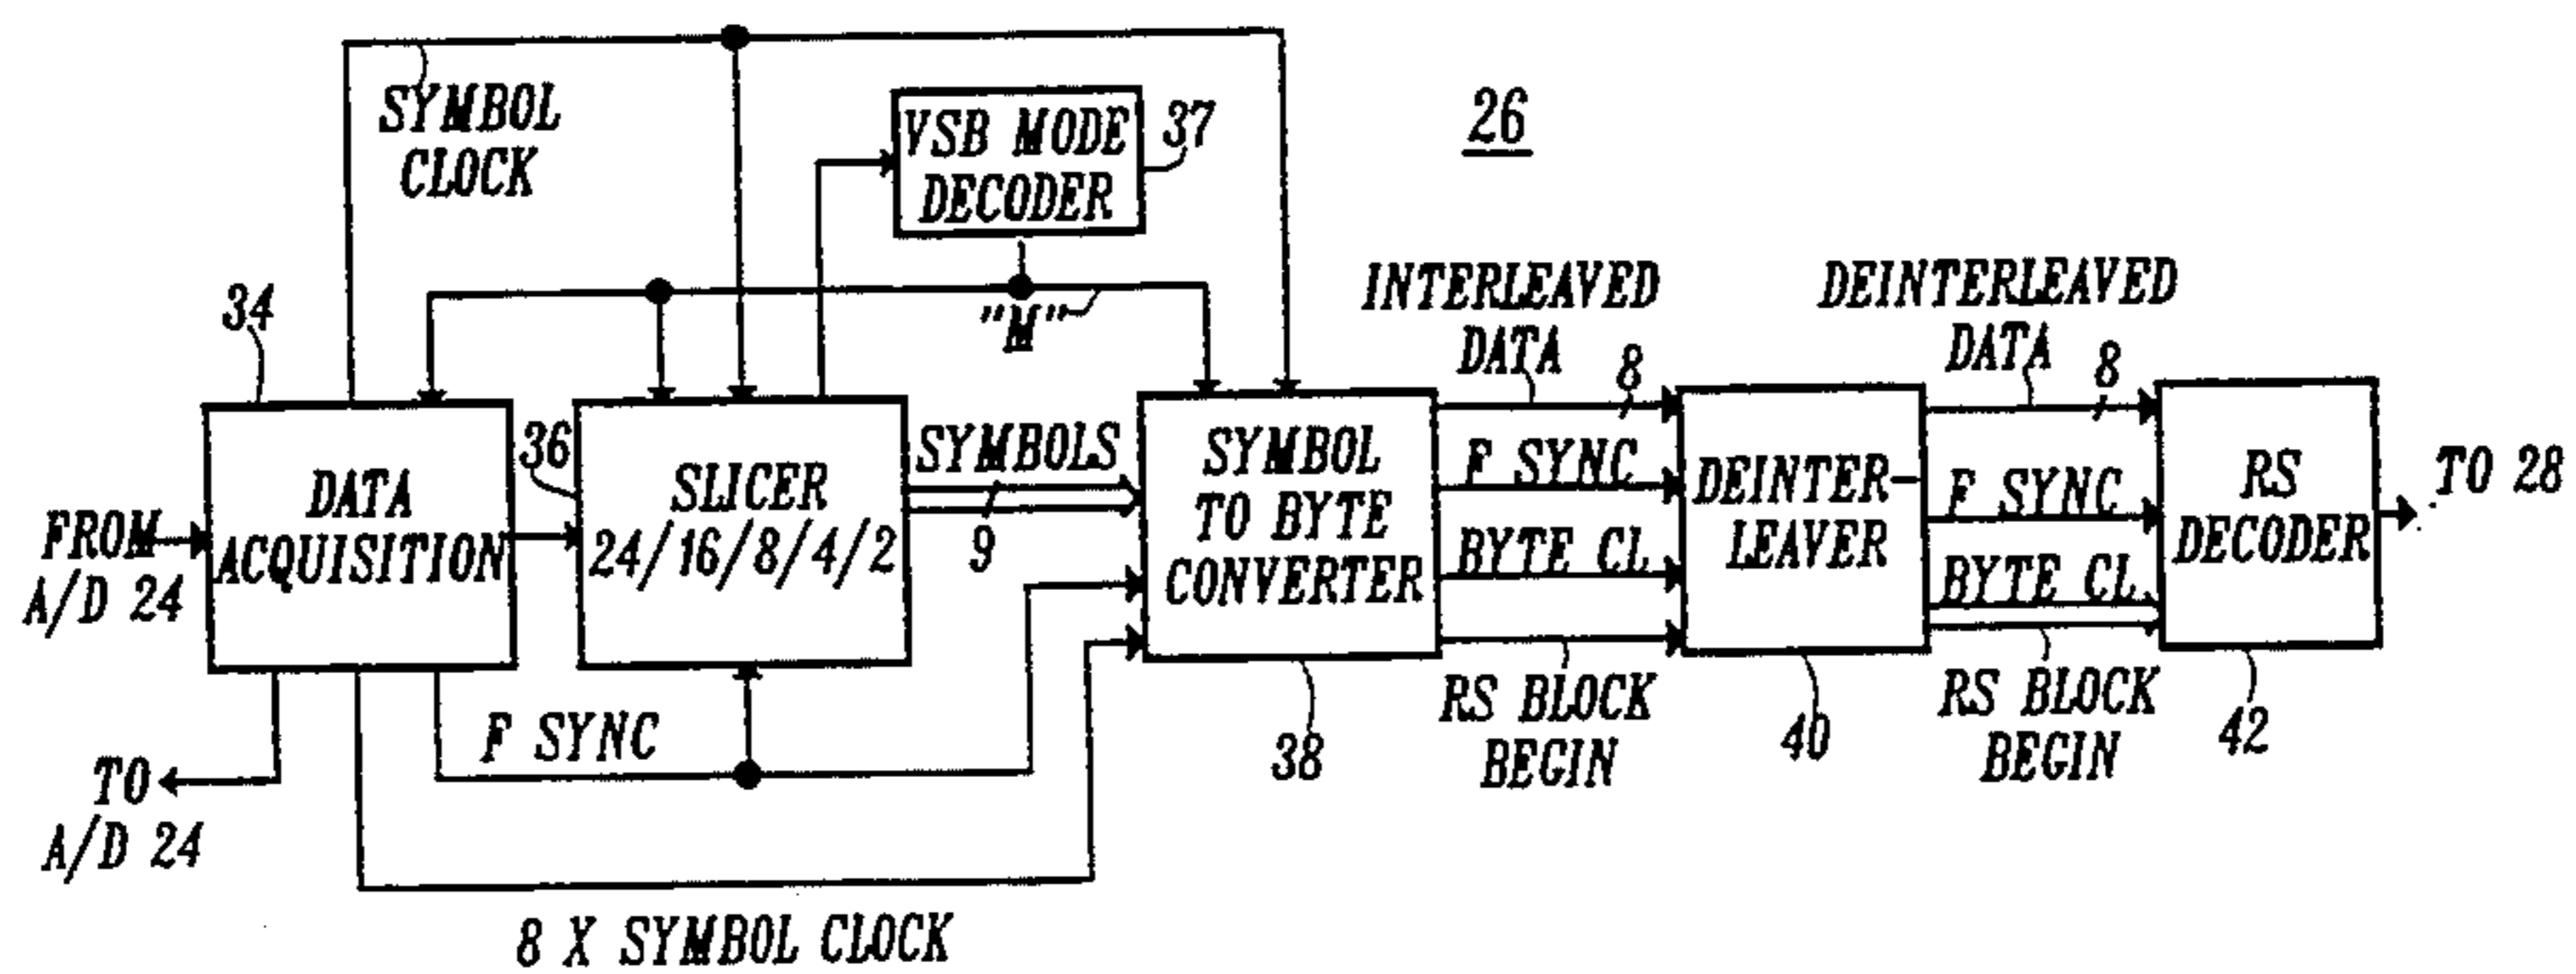 SYMBOL
CLOCK
VSB MODE
DECODER
37
26
34
"M"
INTERLEAVED
DATA
8
DEINTERLEAVED
DATA
8
FROM
A/D 24
DATA
ACQUISITION
36
SLICER
24/16/8/4/2
SYMBOLS
9
SYMBOL
TO BYTE
CONVERTER
F SYNC
BYTE CL
RS BLOCK
BEGIN
DEINTER-
LEAVER
F SYNC
BYTE CL
RS BLOCK
BEGIN
RS
DECODER
TO 28
TO
A/D 24
F SYNC
38
40
42
8 X SYMBOL CLOCK